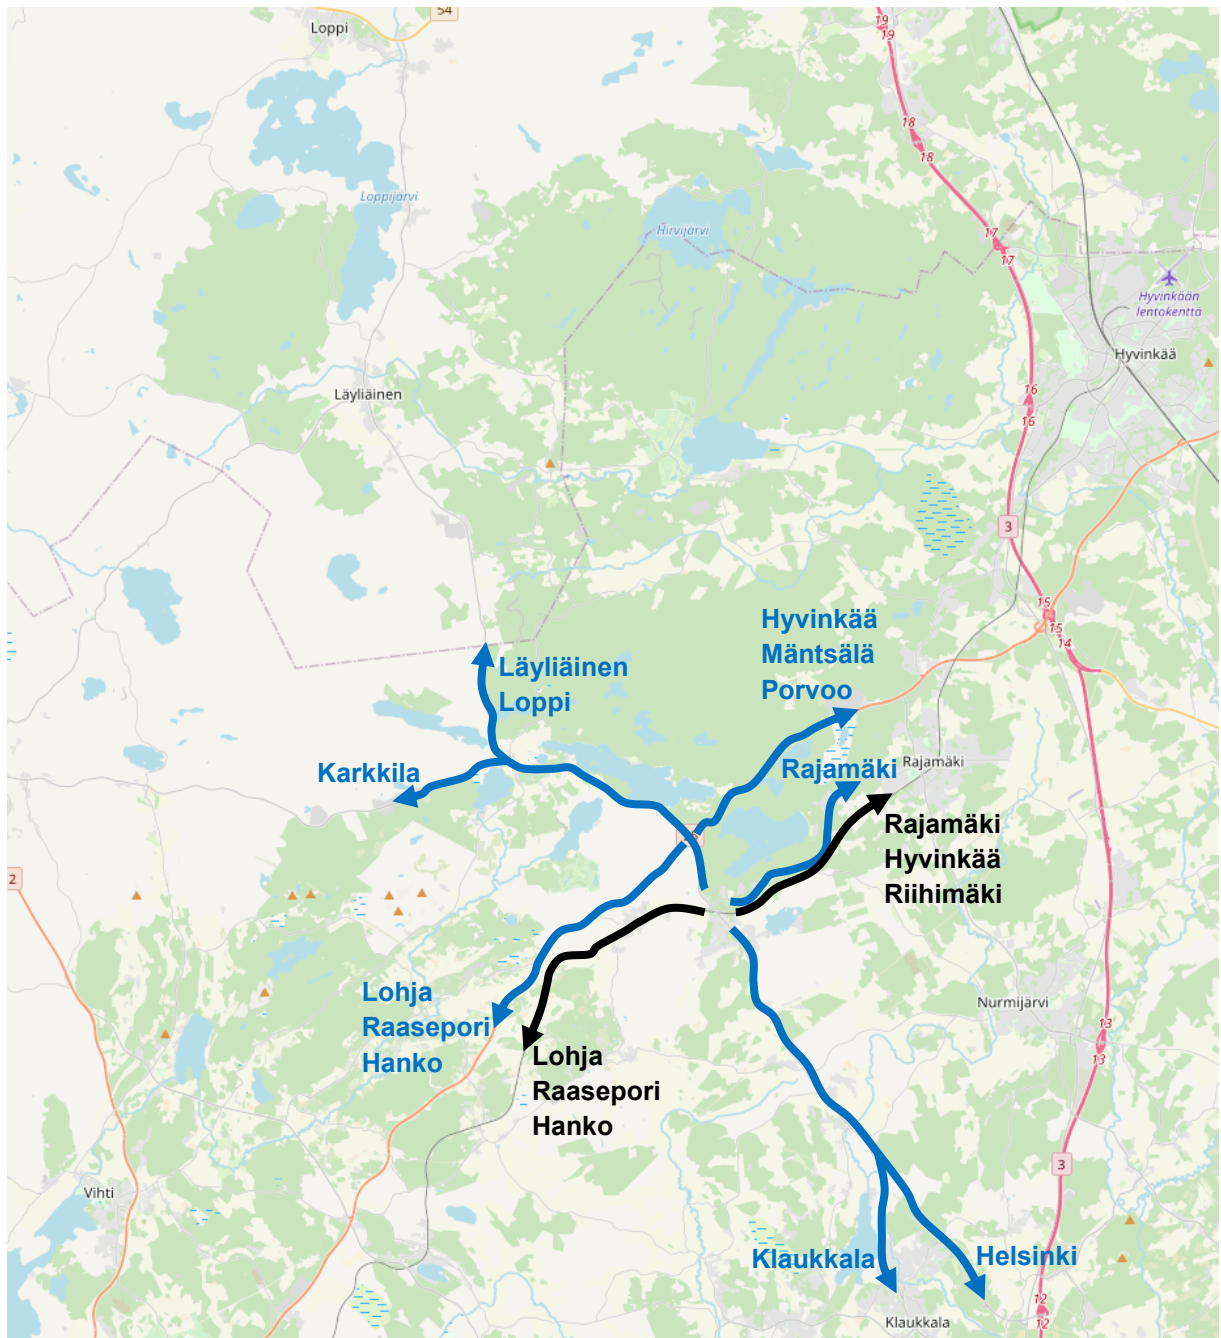 54
Loppi
19
19
18
18
Loppijärvi
Hirvijärvi
17
17
Hyvinkään
lentokenttä
Hyvinkää
Läyliäinen
16
16
3
15
15
14
Hyvinkää
Mäntsälä
Porvoo
Läyliäinen
Loppi
Karkkila
Rajamäki
Rajamäki
Rajamäki
Hyvinkää
Riihimäki
2
Lohja
Raasepori
Hanko
Nurmijärvi
13
13
Lohja
Raasepori
Hanko
3
Vihti
Klaukkala
Helsinki
12
12
Klaukkala